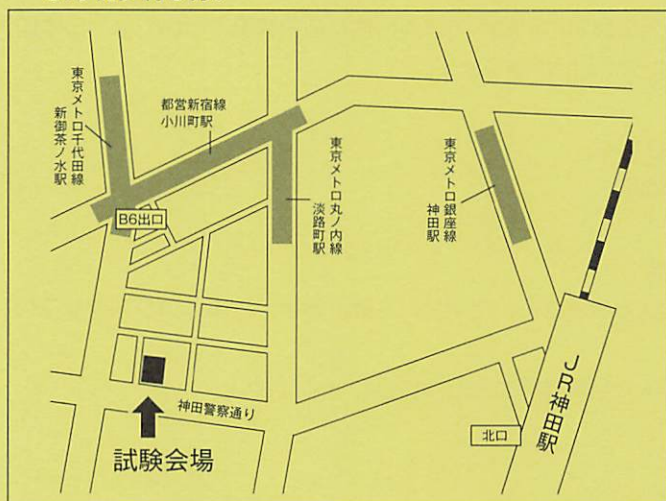 東京メトロ千代田線
新御茶ノ水駅
都営新宿線
小川町駅
B6出口
東京メトロ丸ノ内線
淡路町駅
東京メトロ銀座線
神田駅
JR神田駅
北口
神田警察通り
試験会場